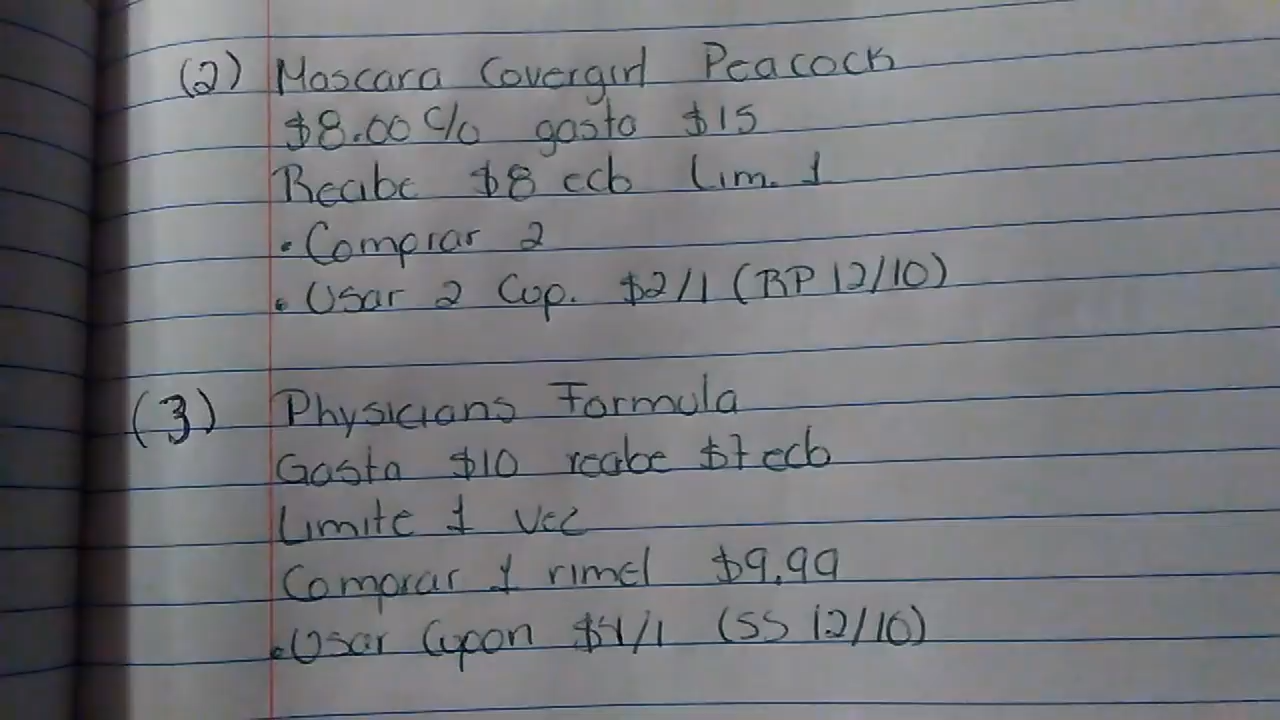 (2) Mascara Covergirl Peacock
$8.00 c/o gasta $15
Recibe $8 ecb Lim. 1
• Comprar 2
• Usar 2 Cup. $2/1 (RP 12/10)
(3) Physicians Formula
Gasta $10 recibe $7 ecb
Limite 1 Vez
Comprar 1 rimel $9.99
• Usar Cupon $4/1 (SS 12/10)